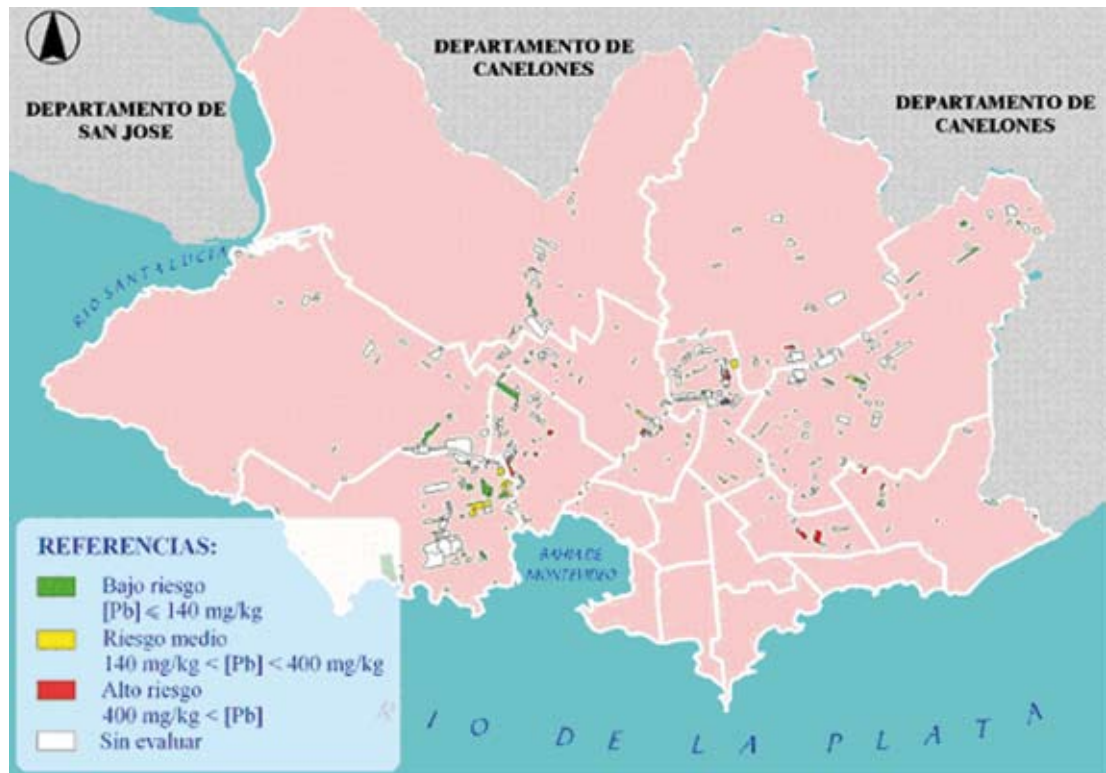 DEPARTAMENTO DE
CANELONES
DEPARTAMENTO DE
SAN JOSE
DEPARTAMENTO DE
CANELONES
RIO SANTA LUCIA
BAHIA DE
MONTEVIDEO
REFERENCIAS:
Bajo riesgo
[Pb] ⩽ 140 mg/kg
Riesgo medio
140 mg/kg < [Pb] < 400 mg/kg
Alto riesgo
400 mg/kg < [Pb]
Sin evaluar
RIO DE LA PLATA